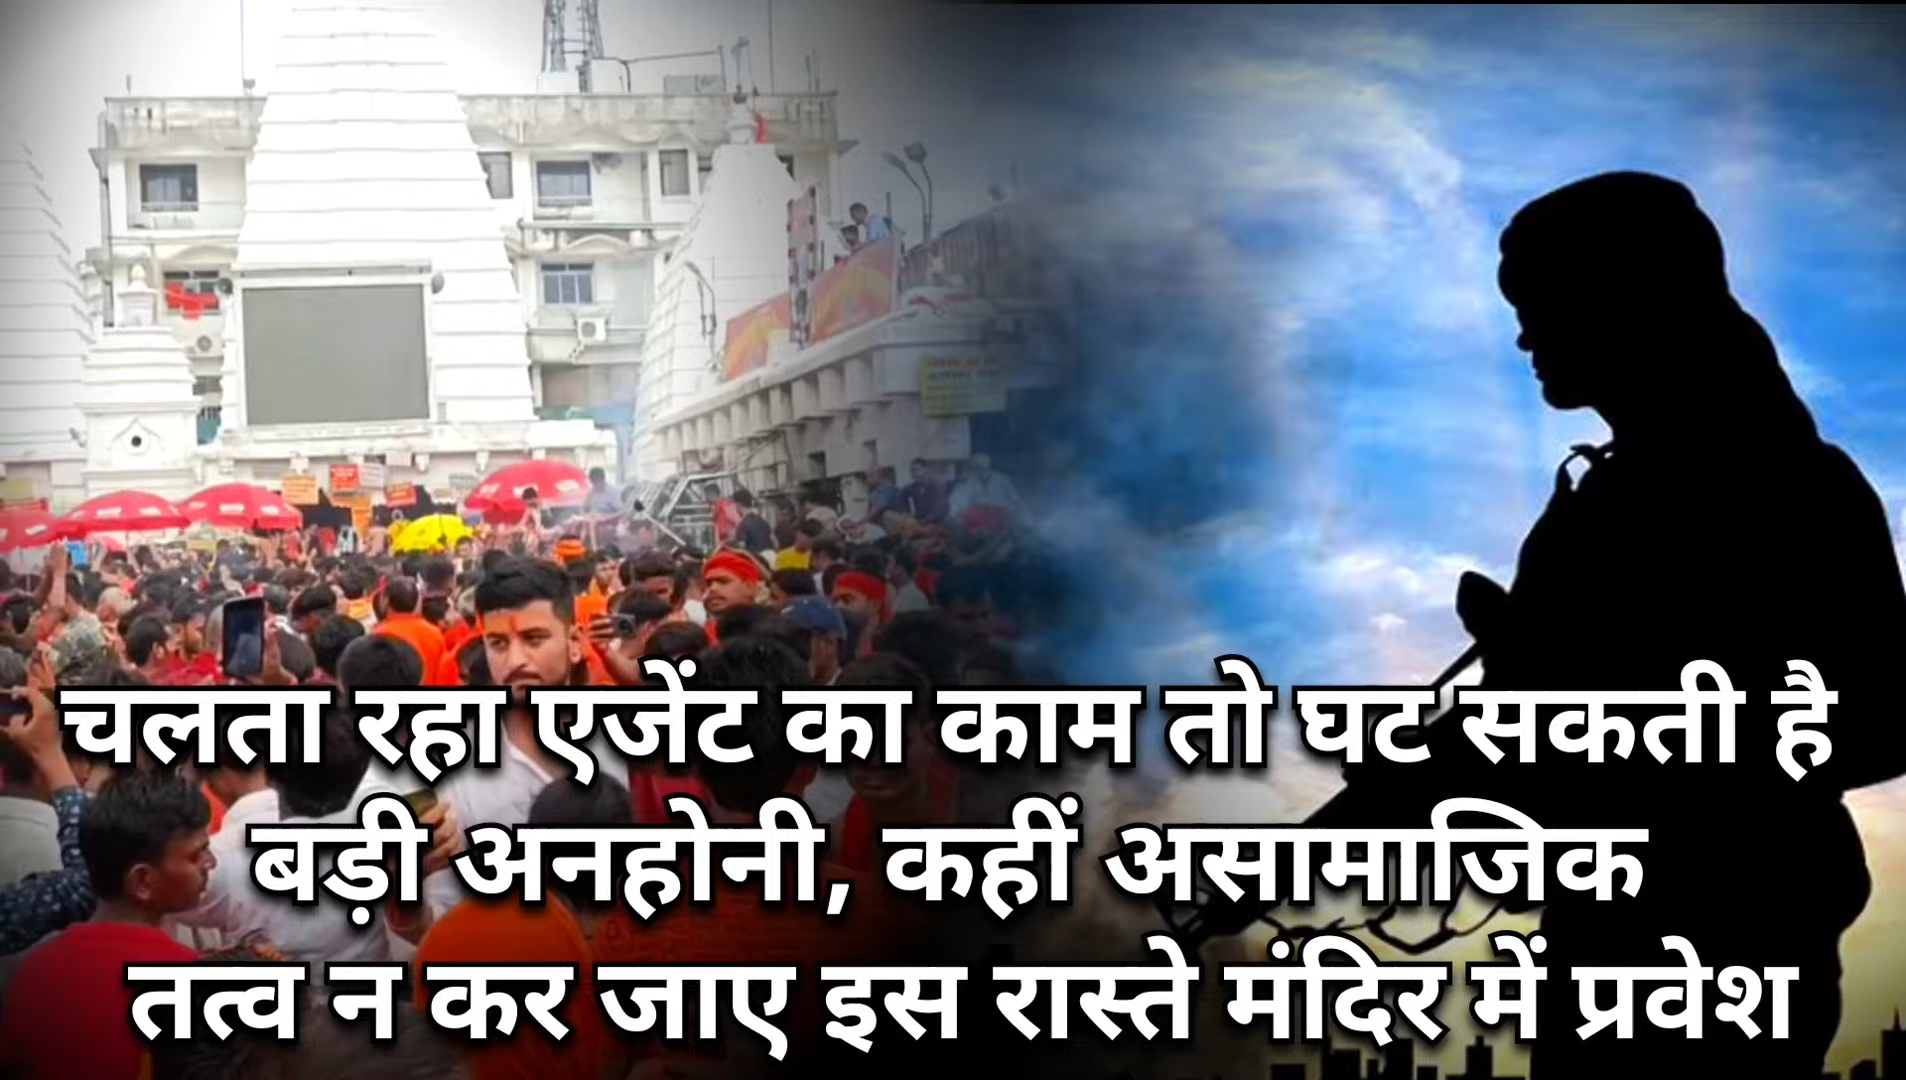 चलता रहा एजेंट का काम तो घट सकती है
बड़ी अनहोनी, कहीं असामाजिक
तत्व न कर जाए इस रास्ते मंदिर में प्रवेश